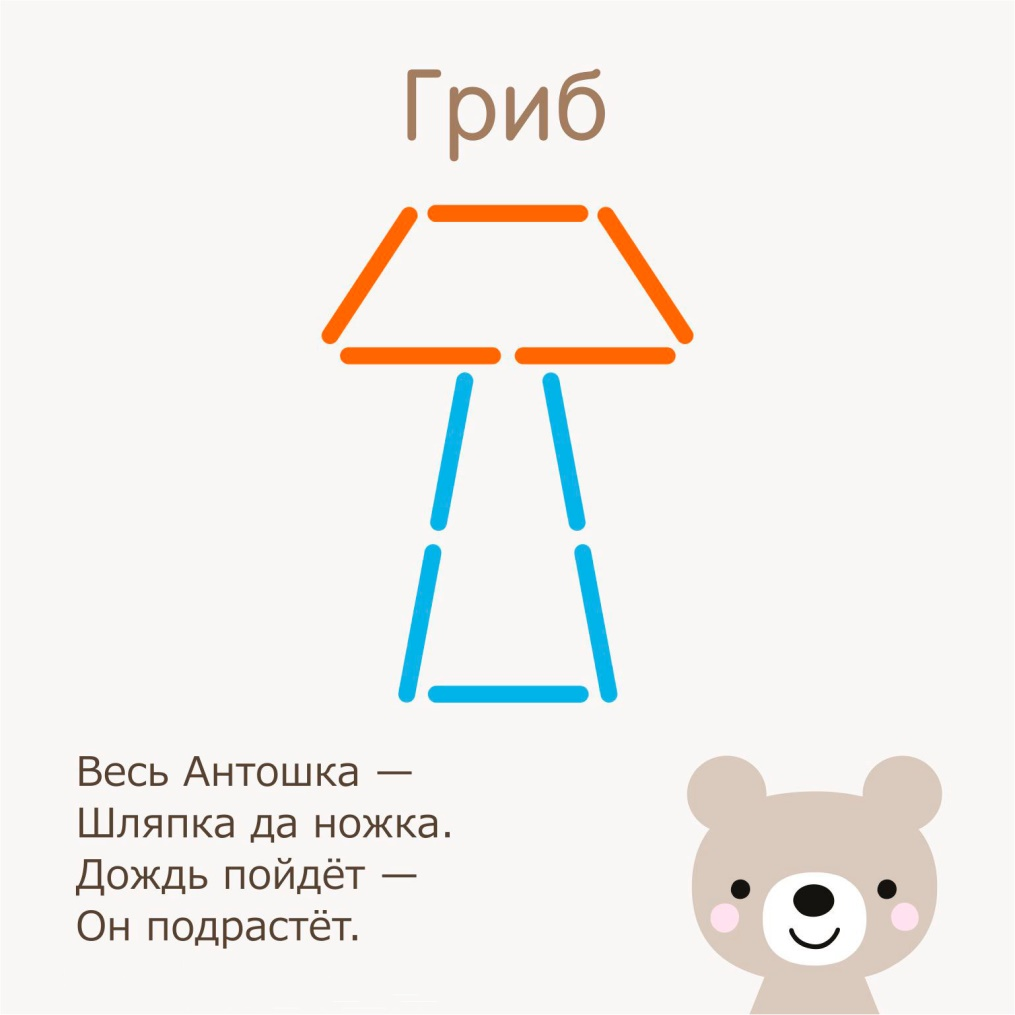 Гриб
Весь Антошка —
Шляпка да ножка.
Дождь пойдёт —
Он подрастёт.